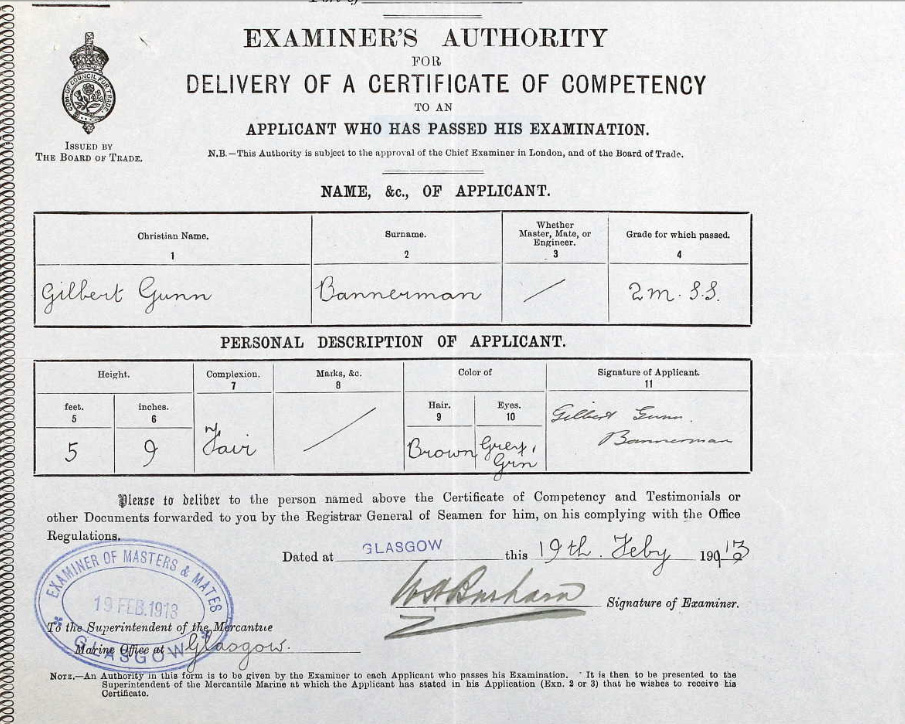 EXAMINER'S AUTHORITY
FOR
DELIVERY OF A CERTIFICATE OF COMPETENCY
TO AN
APPLICANT WHO HAS PASSED HIS EXAMINATION.
ISSUED BY
THE BOARD OF TRADE.
N.B.—This Authority is subject to the approval of the Chief Examiner in London, and of the Board of Trade.
NAME, &c., OF APPLICANT.
Christian Name. Surname. Whether Master, Mate, or Engineer. Grade for which passed.
1 2 3 4
Gilbert Gunn Bannerman / 2m. S.S.
PERSONAL DESCRIPTION OF APPLICANT.
Height. Complexion. Marks, &c. Color of Signature of Applicant.
7 8 11
feet. inches. Hair. Eyes.
5 6 9 10
Gilbert Gunn
Bannerman
5 9 Fair / Brown Grey,
Grn
Please to deliver to the person named above the Certificate of Competency and Testimonials or
other Documents forwarded to you by the Registrar General of Seamen for him, on his complying with the Office
Regulations.
Dated at GLASGOW this 19th. Feby 1913
EXAMINER OF MASTERS & MATES
19 FEB.1913
GLASGOW
Signature of Examiner.
To the Superintendent of the Mercantile
Marine Office at Glasgow.
NOTE.—An Authority in this form is to be given by the Examiner to each Applicant who passes his Examination. It is then to be presented to the
Superintendent of the Mercantile Marine at which the Applicant has stated in his Application (Exn. 2 or 3) that he wishes to receive his
Certificate.